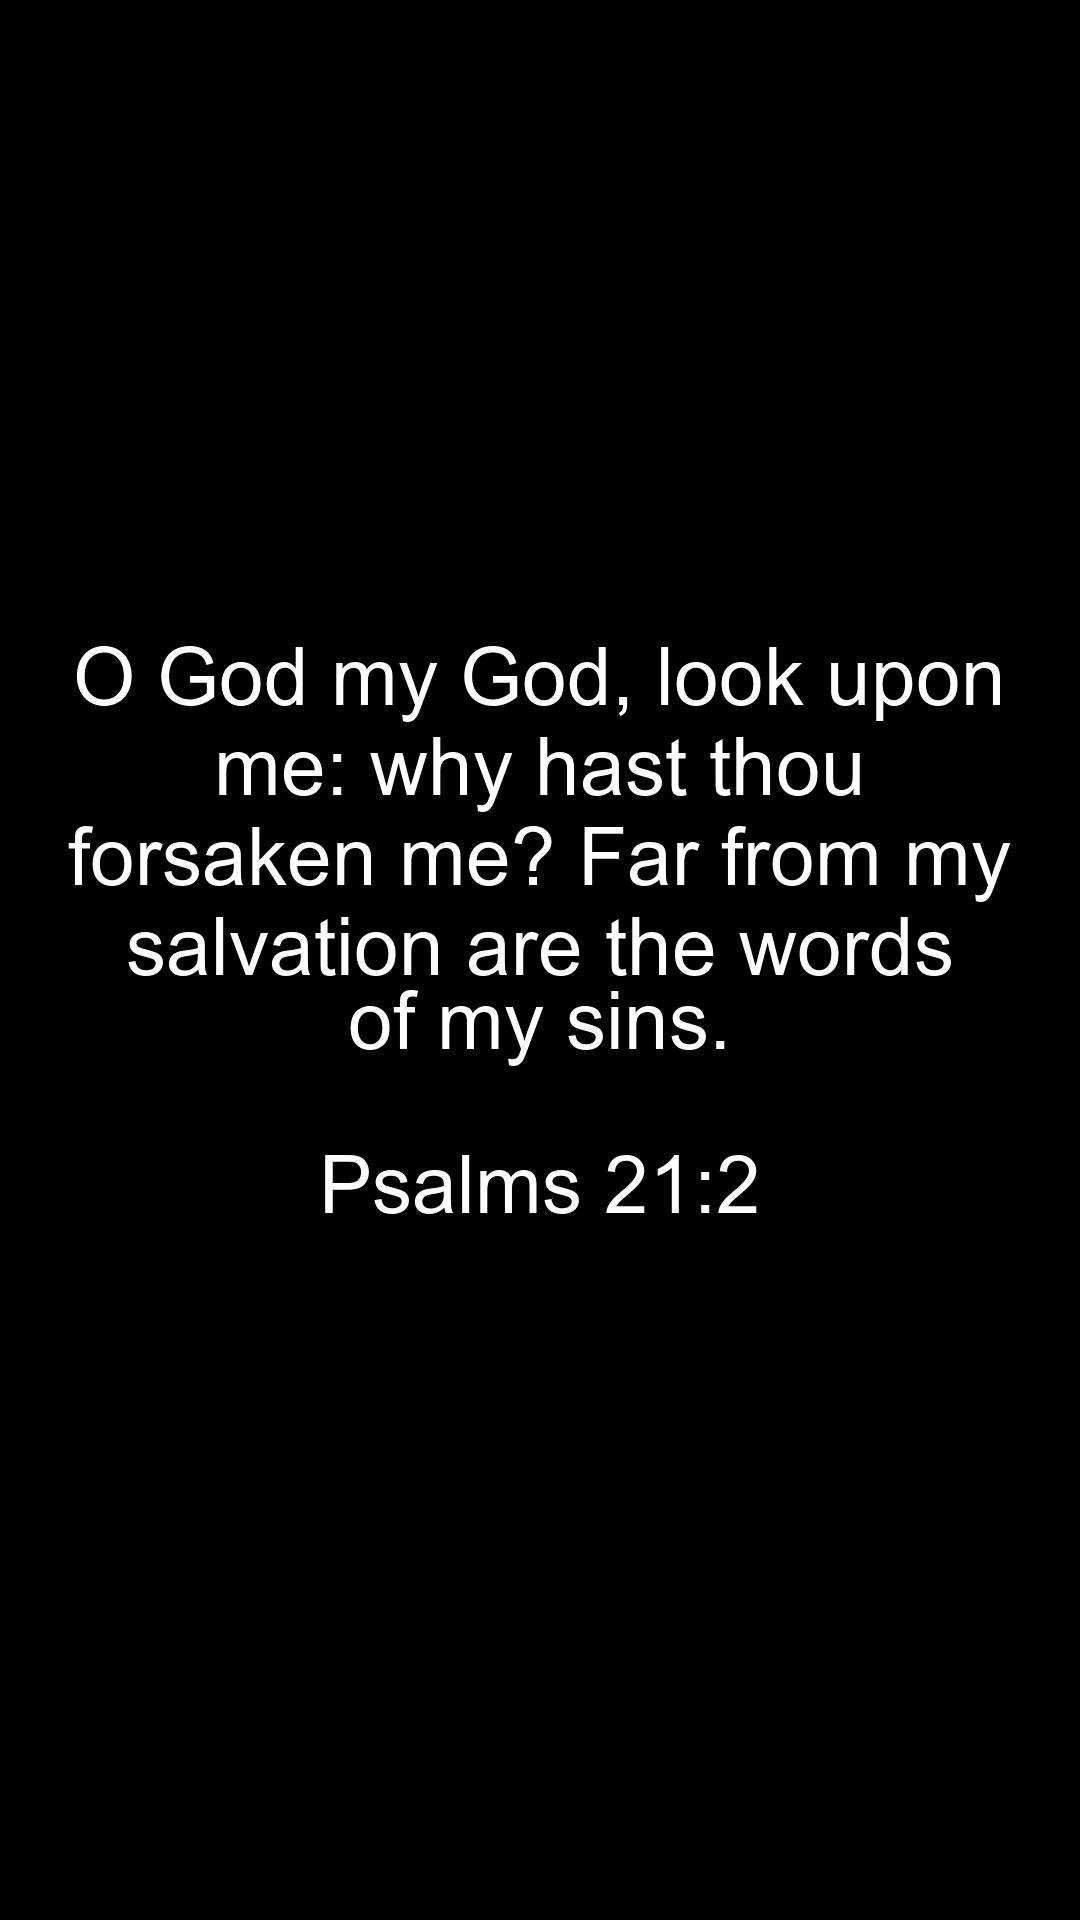 O God my God, look upon
me: why hast thou
forsaken me? Far from my
salvation are the words
of my sins.
Psalms 21:2